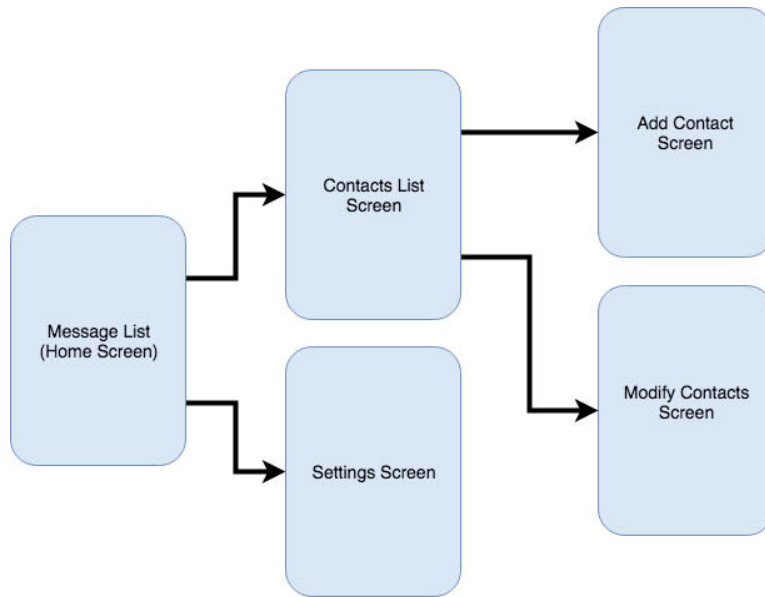 Message List
(Home Screen)
Contacts List
Screen
Settings Screen
Add Contact
Screen
Modify Contacts
Screen